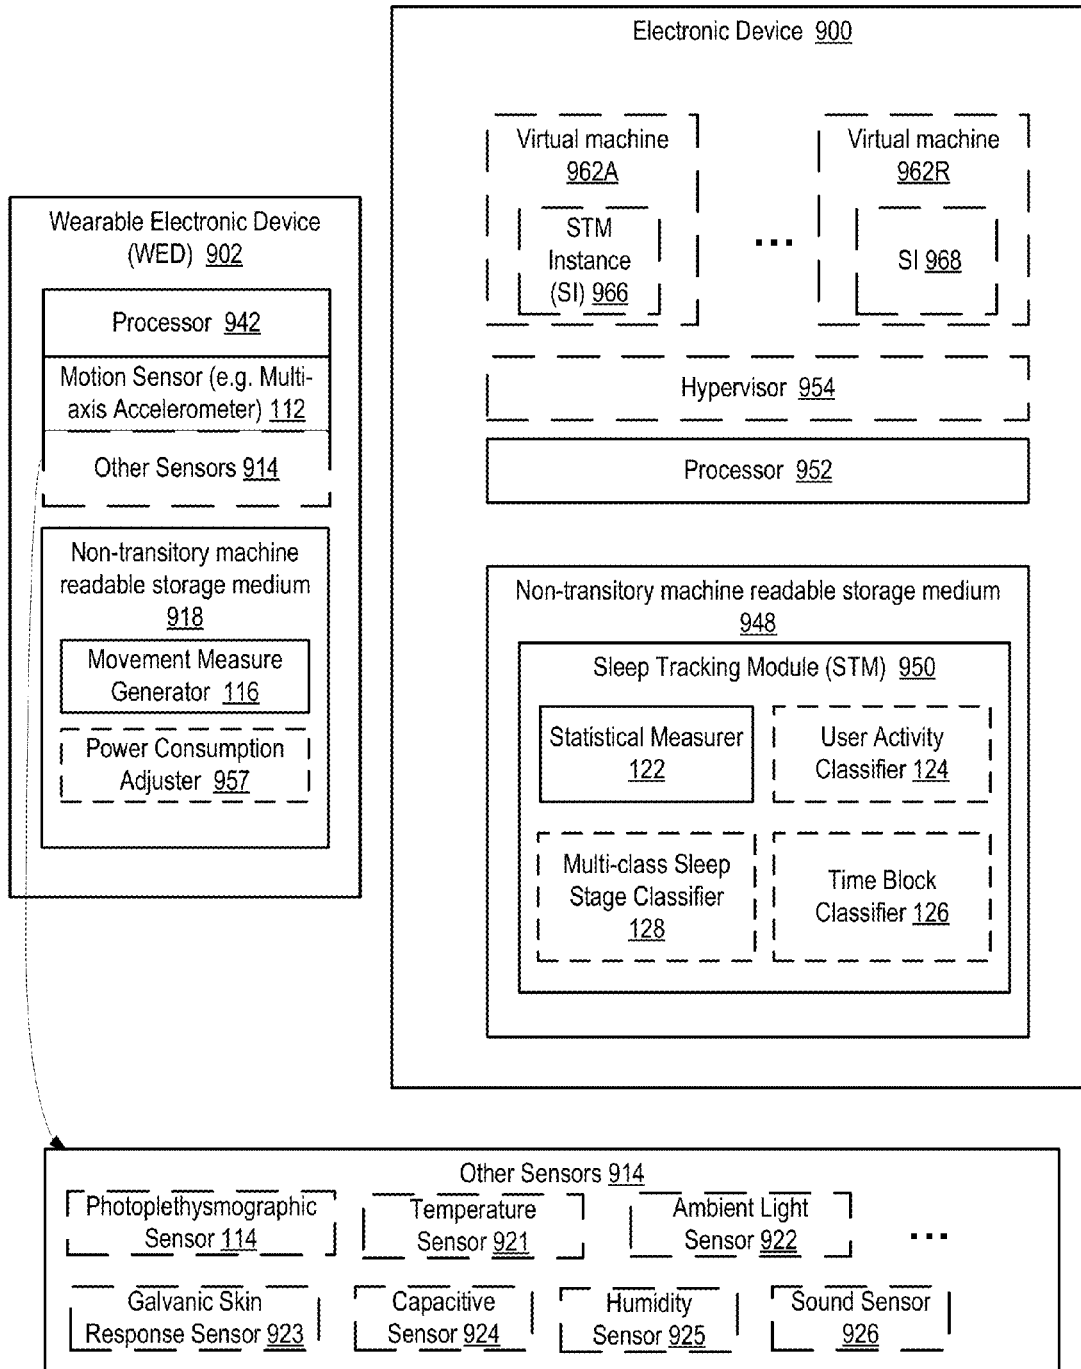 Electronic Device 900
Virtual machine
962A
STM
Instance
(SI) 966
...
Virtual machine
962R
SI 968
Hypervisor 954
Processor 952
Non-transitory machine readable storage medium
948
Sleep Tracking Module (STM) 950
Statistical Measurer
122
User Activity
Classifier 124
Multi-class Sleep
Stage Classifier
128
Time Block
Classifier 126
Wearable Electronic Device
(WED) 902
Processor 942
Motion Sensor (e.g. Multi-
axis Accelerometer) 112
Other Sensors 914
Non-transitory machine
readable storage medium
918
Movement Measure
Generator 116
Power Consumption
Adjuster 957
Other Sensors 914
Photoplethysmographic
Sensor 114
Temperature
Sensor 921
Ambient Light
Sensor 922
...
Galvanic Skin
Response Sensor 923
Capacitive
Sensor 924
Humidity
Sensor 925
Sound Sensor
926